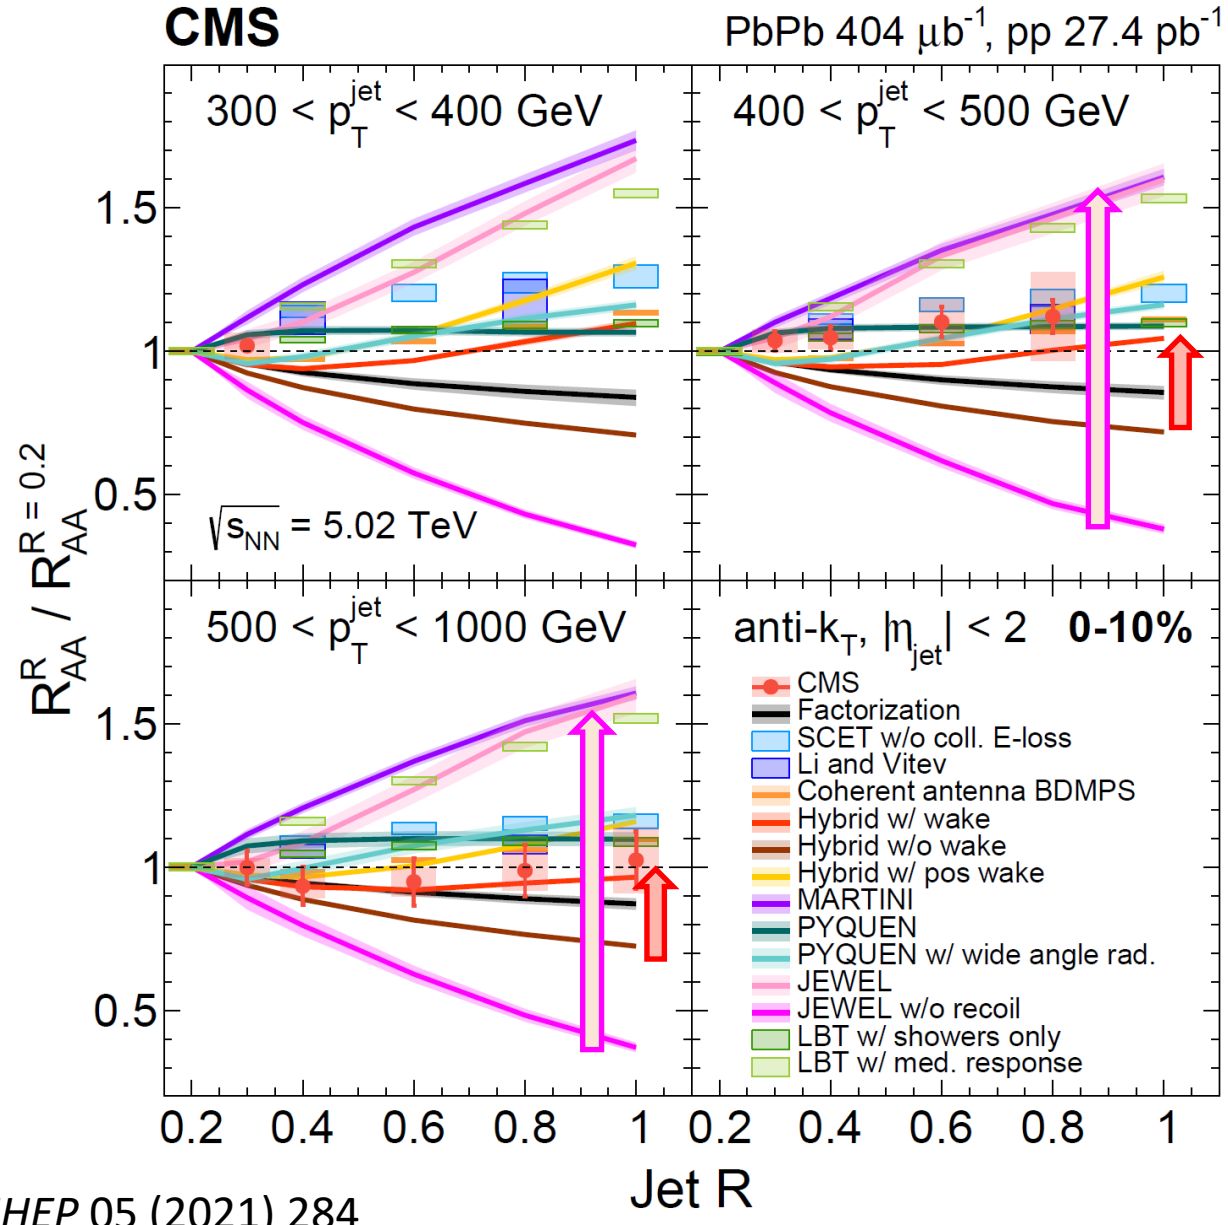 CMS PbPb 404 μb⁻¹, pp 27.4 pb⁻¹
300 < p_T^jet < 400 GeV
400 < p_T^jet < 500 GeV
1.5
1
0.5
√s_NN = 5.02 TeV
R_AA^R / R_AA^{R = 0.2}
500 < p_T^jet < 1000 GeV
anti-k_T, |η_jet| < 2 0-10%
CMS
Factorization
SCET w/o coll. E-loss
Li and Vitev
Coherent antenna BDMPS
Hybrid w/ wake
Hybrid w/o wake
Hybrid w/ pos wake
MARTINI
PYQUEN
PYQUEN w/ wide angle rad.
JEWEL
JEWEL w/o recoil
LBT w/ showers only
LBT w/ med. response
1.5
1
0.5
0.2 0.4 0.6 0.8 1 0.2 0.4 0.6 0.8 1
Jet R
HEP 05 (2021) 284